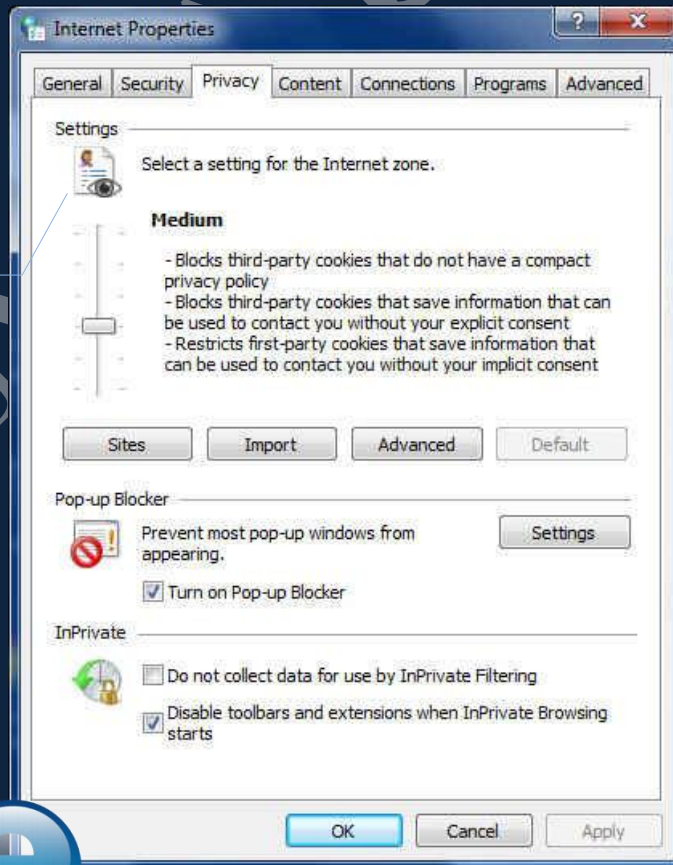 Internet Properties
?
X
General Security Privacy Content Connections Programs Advanced
Settings
Select a setting for the Internet zone.
Medium
- Blocks third-party cookies that do not have a compact
privacy policy
- Blocks third-party cookies that save information that can
be used to contact you without your explicit consent
- Restricts first-party cookies that save information that
can be used to contact you without your implicit consent
Sites Import Advanced Default
Pop-up Blocker
Prevent most pop-up windows from
appearing.
Settings
Turn on Pop-up Blocker
InPrivate
Do not collect data for use by InPrivate Filtering
Disable toolbars and extensions when InPrivate Browsing
starts
OK Cancel Apply